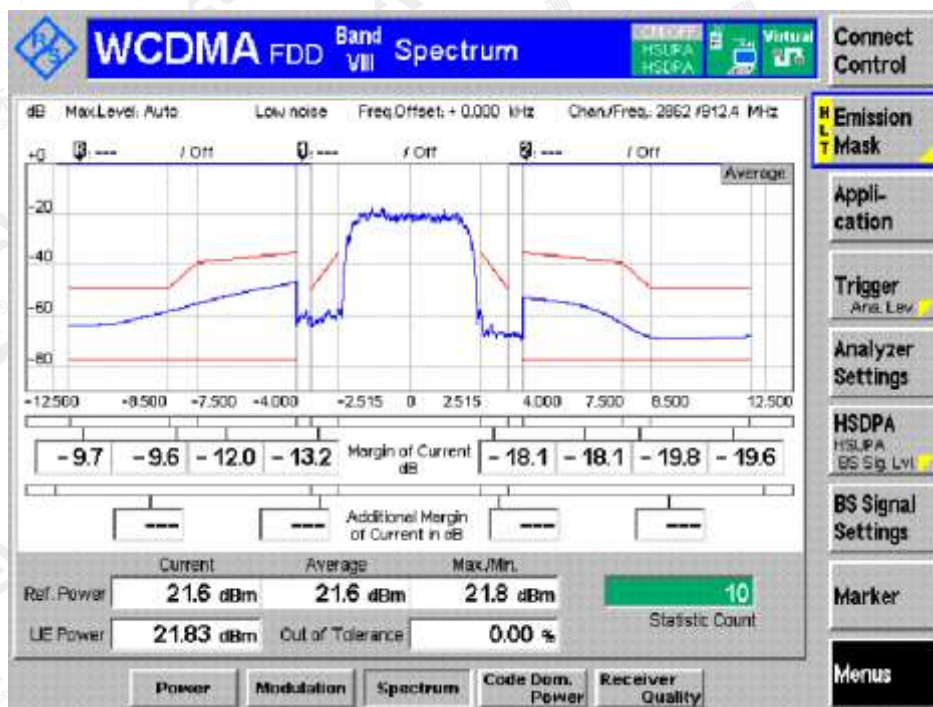 WCDMA FDD Band VIII Spectrum
HSUPA
HSDPA
Virtual
Connect Control
dB Max.Level: Auto Low noise Freq.Offset: + 0.000 kHz Chan./Freq.: 2862 /912.4 MHz
HLT Emission Mask
--- / Off --- / Off --- / Off
Average
+0
-20
-40
-60
-80
-12.500 -8.500 -7.500 -4.000 -2.515 0 2.515 4.000 7.500 8.500 12.500
Appli- cation
Trigger
Ana. Lev.
Analyzer Settings
HSDPA
HSUPA
BS Sig. Lvl.
BS Signal Settings
Marker
Menus
- 9.7 - 9.6 - 12.0 - 13.2 Margin of Current dB - 18.1 - 18.1 - 19.8 - 19.6
--- --- Additional Margin of Current in dB --- ---
Current Average Max./Min.
Ref. Power 21.6 dBm 21.6 dBm 21.8 dBm 10
Statistic Count
UE Power 21.83 dBm Out of Tolerance 0.00 %
Power Modulation Spectrum Code Dom. Power Receiver Quality